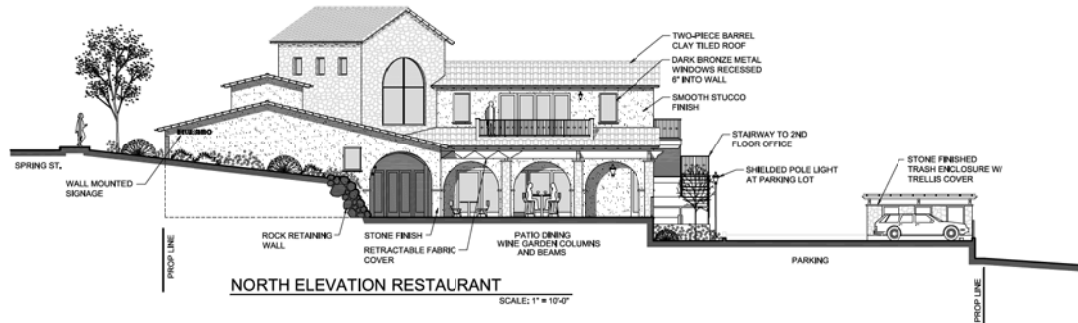 TWO-PIECE BARREL
CLAY TILED ROOF
DARK BRONZE METAL
WINDOWS RECESSED
6" INTO WALL
SMOOTH STUCCO
FINISH
STAIRWAY TO 2ND
FLOOR OFFICE
SHIELDED POLE LIGHT
AT PARKING LOT
STONE FINISHED
TRASH ENCLOSURE W/
TRELLIS COVER
SPRING ST.
WALL MOUNTED
SIGNAGE
ROCK RETAINING
WALL
STONE FINISH
RETRACTABLE FABRIC
COVER
PATIO DINING
WINE GARDEN COLUMNS
AND BEAMS
PARKING
PROP LINE
PROP LINE
NORTH ELEVATION RESTAURANT
SCALE: 1" = 10'-0"